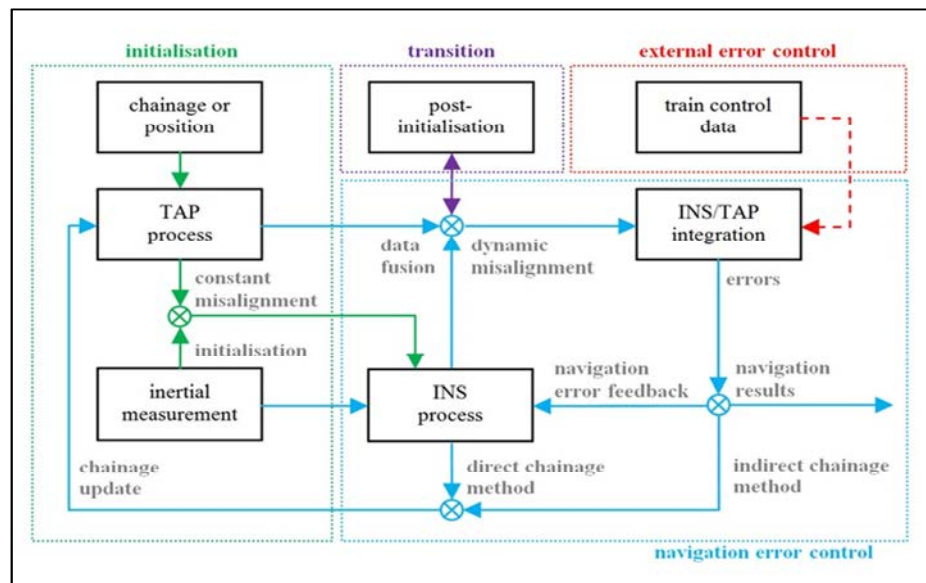 initialisation
transition
external error control
chainage or
position
post-
initialisation
train control
data
TAP
process
INS/TAP
integration
data
fusion
dynamic
misalignment
constant
misalignment
errors
initialisation
inertial
measurement
INS
process
navigation
error feedback
navigation
results
chainage
update
direct chainage
method
indirect chainage
method
navigation error control